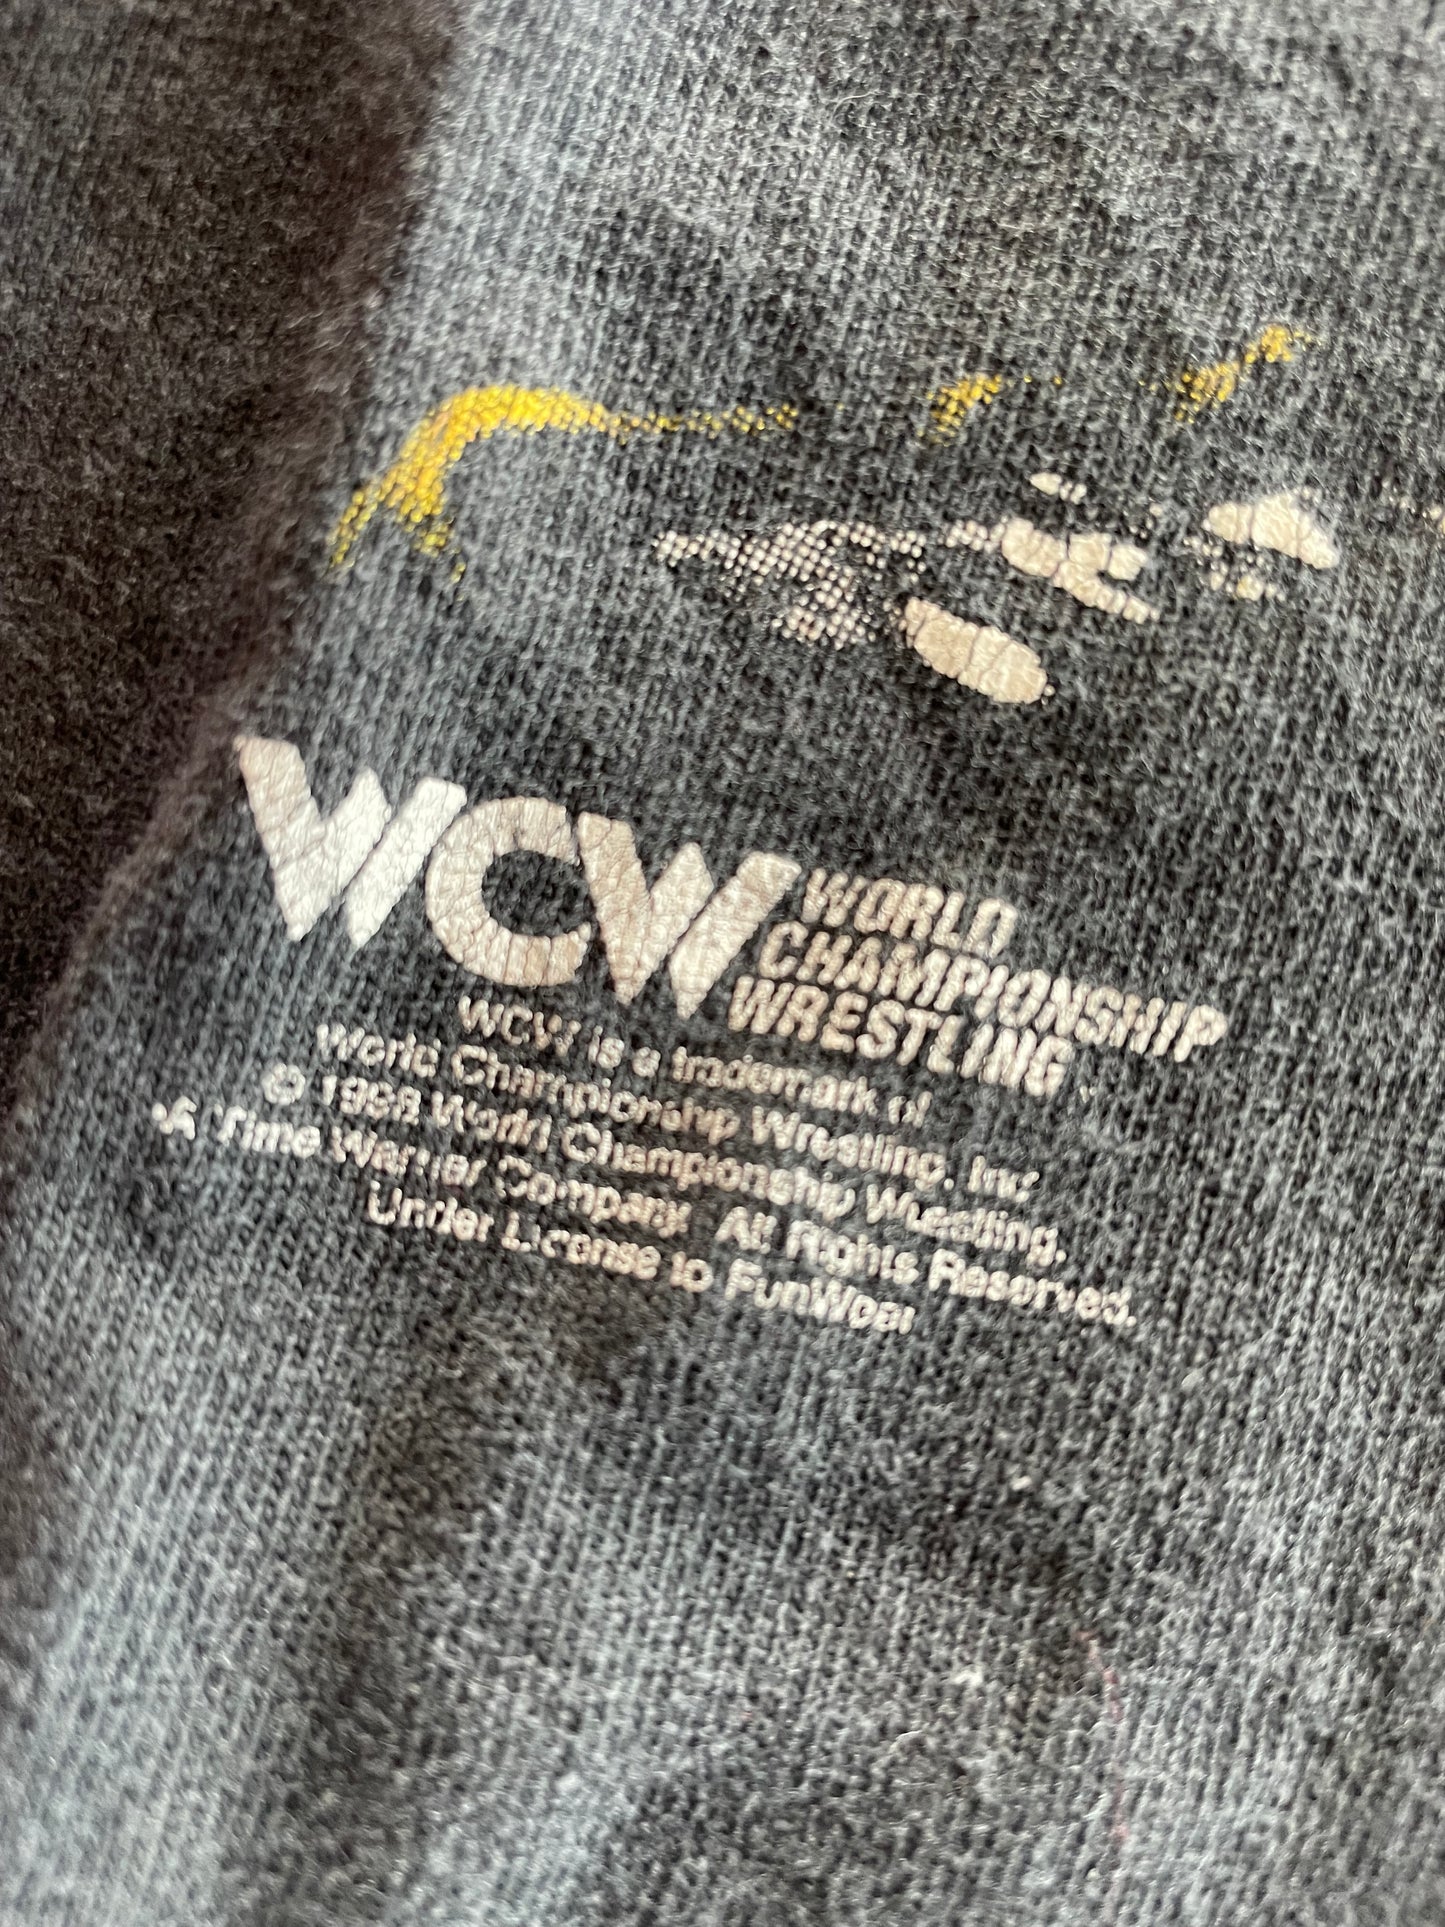 WCW WORLD
CHAMPIONSHIP
WRESTLING
WCW is a trademark of
World Championship Wrestling, Inc
© 1998 World Championship Wrestling,
A Time Warner Company. All Rights Reserved.
Under License to FunWear